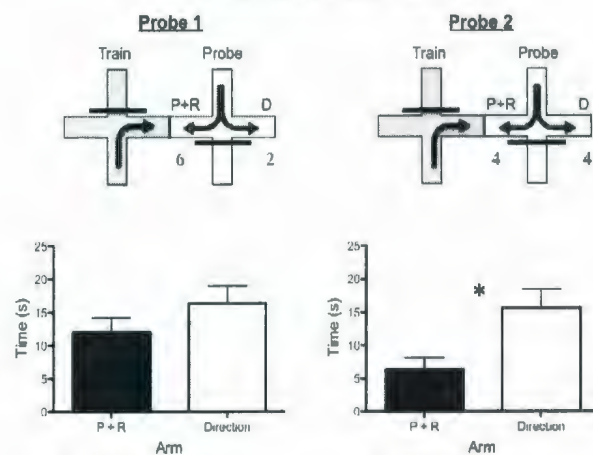 Probe 1
Train Probe
P+R D
6 2
25
20
15
10
5
0
Time (s)
P + R Direction
Arm
Probe 2
Train Probe
P+R D
4 4
25
20
15
10
5
0
Time (s)
*
P + R Direction
Arm